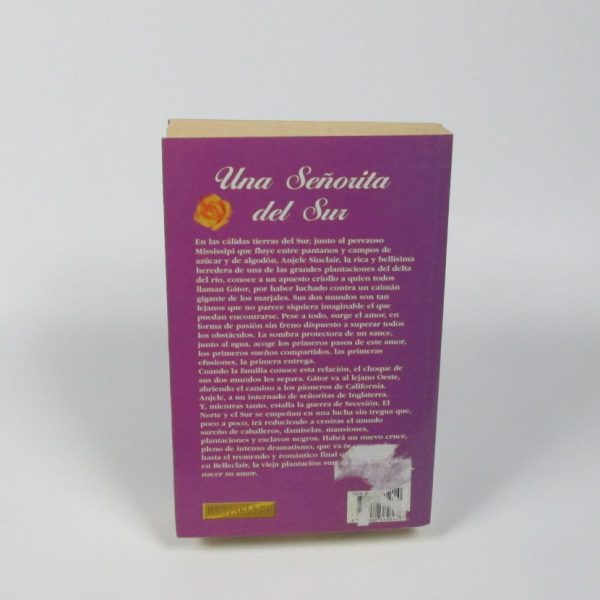 Una Señorita
del Sur
En las cálidas tierras del Sur, junto al perezoso
Mississipi que fluye entre pantanos y campos de
azúcar y de algodón, Anjele Sinclair, la rica y bellísima
heredera de una de las grandes plantaciones del delta
del río, conoce a un apuesto criollo a quien todos
llaman Gátor, por haber luchado contra un caimán
gigante de los marjales. Sus dos mundos son tan
lejanos que no parece siquiera imaginable el que
puedan encontrarse. Pese a todo, surge el amor, en
forma de pasión sin freno dispuesto a superar todos
los obstáculos. La sombra protectora de un sauce,
junto al agua, acoge los primeros pasos de este amor,
los primeros sueños compartidos, las primeras
efusiones, la primera entrega.
Cuando la familia conoce esta relación, el choque de
sus dos mundos les separa. Gátor va al lejano Oeste,
abriendo el camino a los pioneros de California.
Anjele, a un internado de señoritas de Inglaterra.
Y, mientras tanto, estalla la guerra de Secesión. El
Norte y el Sur se empeñan en una lucha sin tregua que,
poco a poco, irá reduciendo a cenizas el mundo
sureño de caballeros, damiselas, mansiones,
plantaciones y esclavos negros. Habrá un nuevo cruce,
pleno de intenso dramatismo, que va
hasta el tremendo y romántico final
en Belleclair, la vieja plantación
nacer su amor.
BESTSELLER